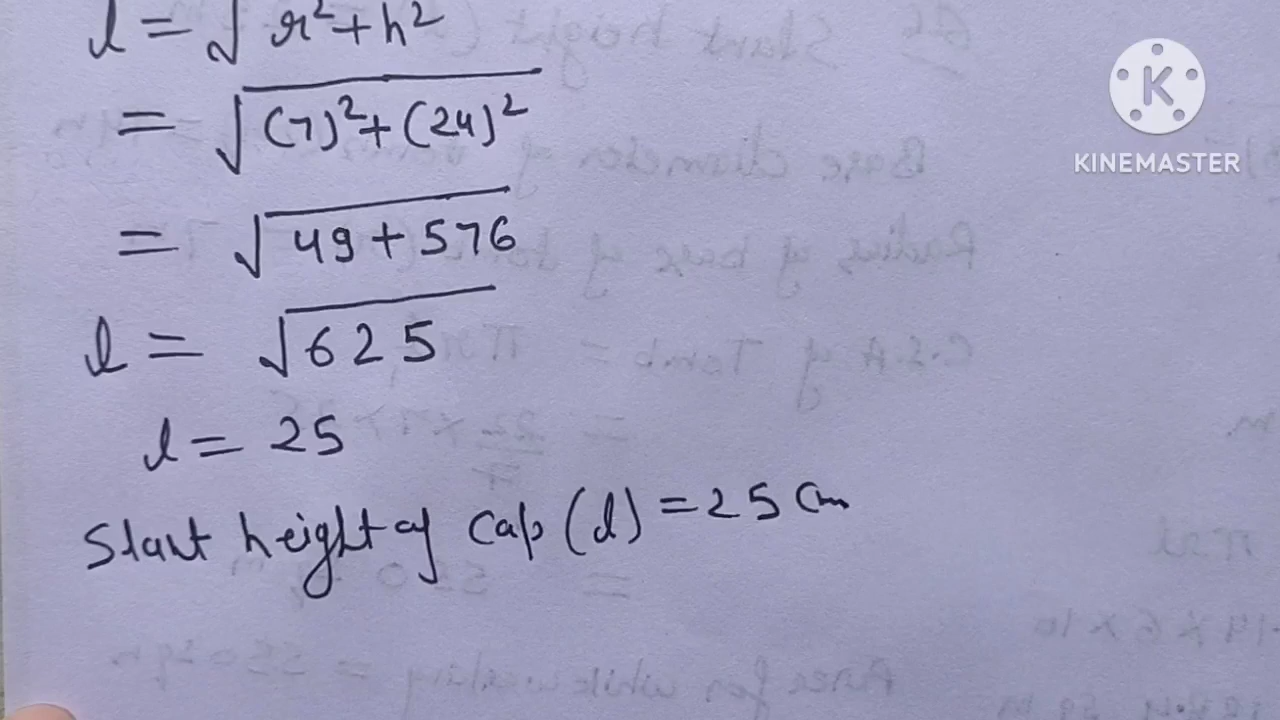 l = √r²+h²
= √(7)²+(24)²
= √49+576
l = √625
l = 25
Slant height of cap (l) = 25 cm
KINEMASTER